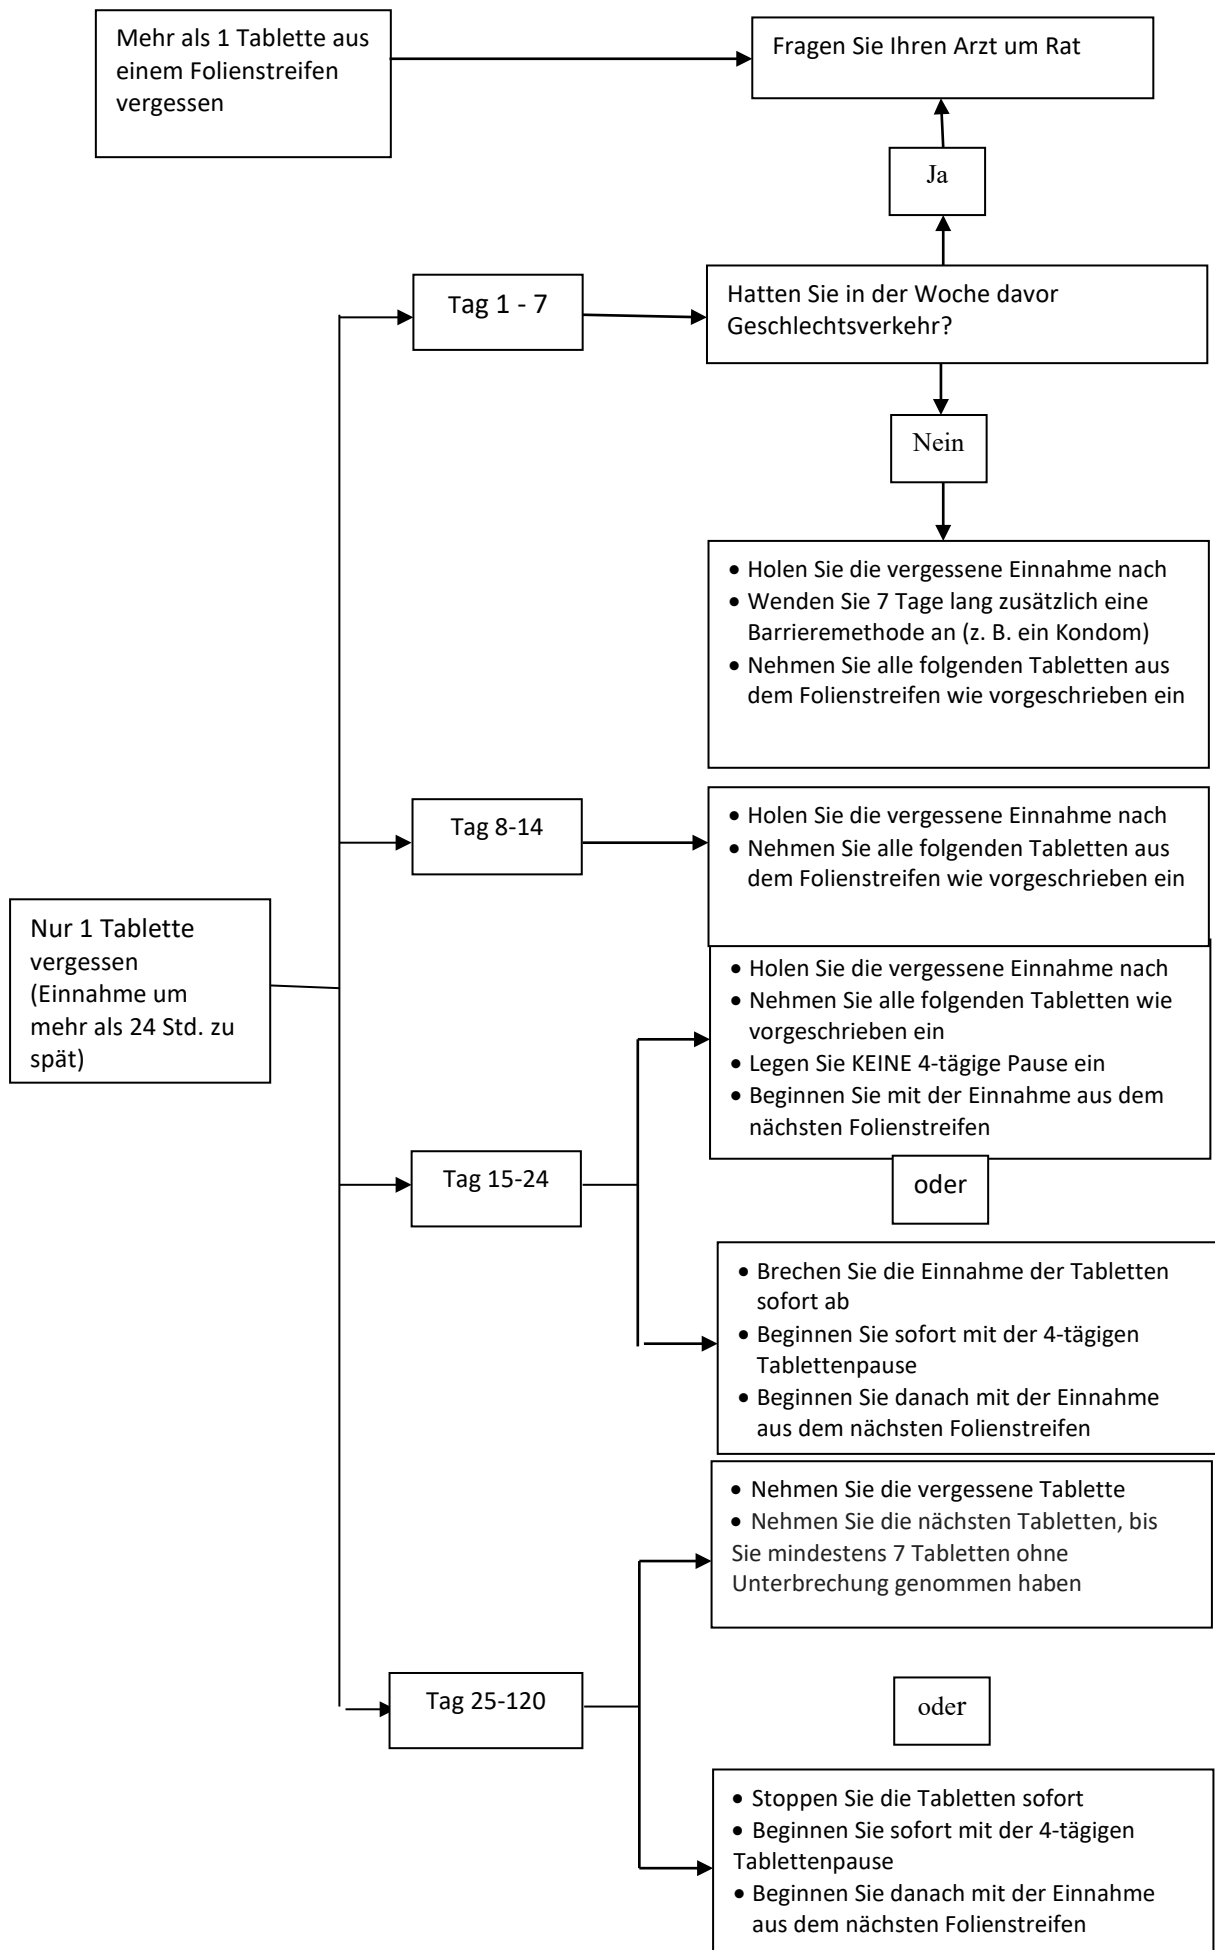 Mehr als 1 Tablette aus
einem Folienstreifen
vergessen
Fragen Sie Ihren Arzt um Rat
Ja
Tag 1 - 7
Hatten Sie in der Woche davor
Geschlechtsverkehr?
Nein
• Holen Sie die vergessene Einnahme nach
• Wenden Sie 7 Tage lang zusätzlich eine
Barrieremethode an (z. B. ein Kondom)
• Nehmen Sie alle folgenden Tabletten aus
dem Folienstreifen wie vorgeschrieben ein
Tag 8-14
• Holen Sie die vergessene Einnahme nach
• Nehmen Sie alle folgenden Tabletten aus
dem Folienstreifen wie vorgeschrieben ein
Nur 1 Tablette
vergessen
(Einnahme um
mehr als 24 Std. zu
spät)
• Holen Sie die vergessene Einnahme nach
• Nehmen Sie alle folgenden Tabletten wie
vorgeschrieben ein
• Legen Sie KEINE 4-tägige Pause ein
• Beginnen Sie mit der Einnahme aus dem
nächsten Folienstreifen
Tag 15-24
oder
• Brechen Sie die Einnahme der Tabletten
sofort ab
• Beginnen Sie sofort mit der 4-tägigen
Tablettenpause
• Beginnen Sie danach mit der Einnahme
aus dem nächsten Folienstreifen
• Nehmen Sie die vergessene Tablette
• Nehmen Sie die nächsten Tabletten, bis
Sie mindestens 7 Tabletten ohne
Unterbrechung genommen haben
Tag 25-120
oder
• Stoppen Sie die Tabletten sofort
• Beginnen Sie sofort mit der 4-tägigen
Tablettenpause
• Beginnen Sie danach mit der Einnahme
aus dem nächsten Folienstreifen